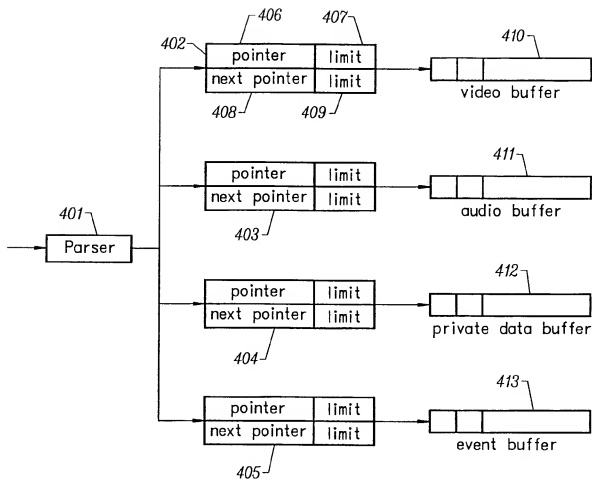 406
407
402
410
pointer limit
next pointer limit
video buffer
408
409
411
pointer limit
next pointer limit
audio buffer
401
403
Parser
412
pointer limit
next pointer limit
private data buffer
404
413
pointer limit
next pointer limit
event buffer
405